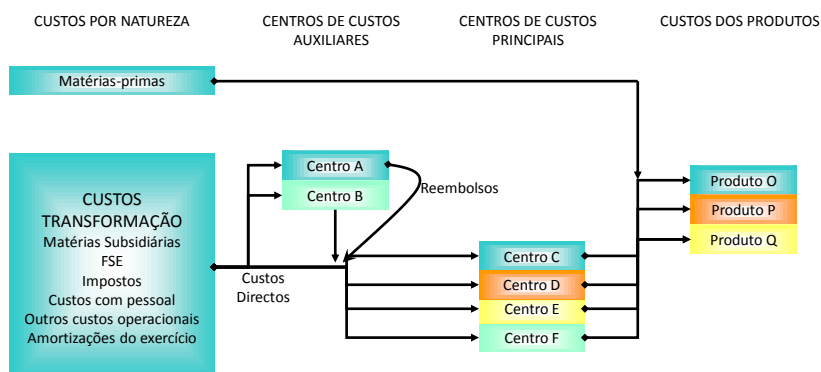 CUSTOS POR NATUREZA
CENTROS DE CUSTOS
AUXILIARES
CENTROS DE CUSTOS
PRINCIPAIS
CUSTOS DOS PRODUTOS
Matérias-primas
Centro A
Centro B
Reembolsos
Produto O
Produto P
Produto Q
CUSTOS
TRANSFORMAÇÃO
Matérias Subsidiárias
FSE
Impostos
Custos com pessoal
Outros custos operacionais
Amortizações do exercício
Custos
Directos
Centro C
Centro D
Centro E
Centro F